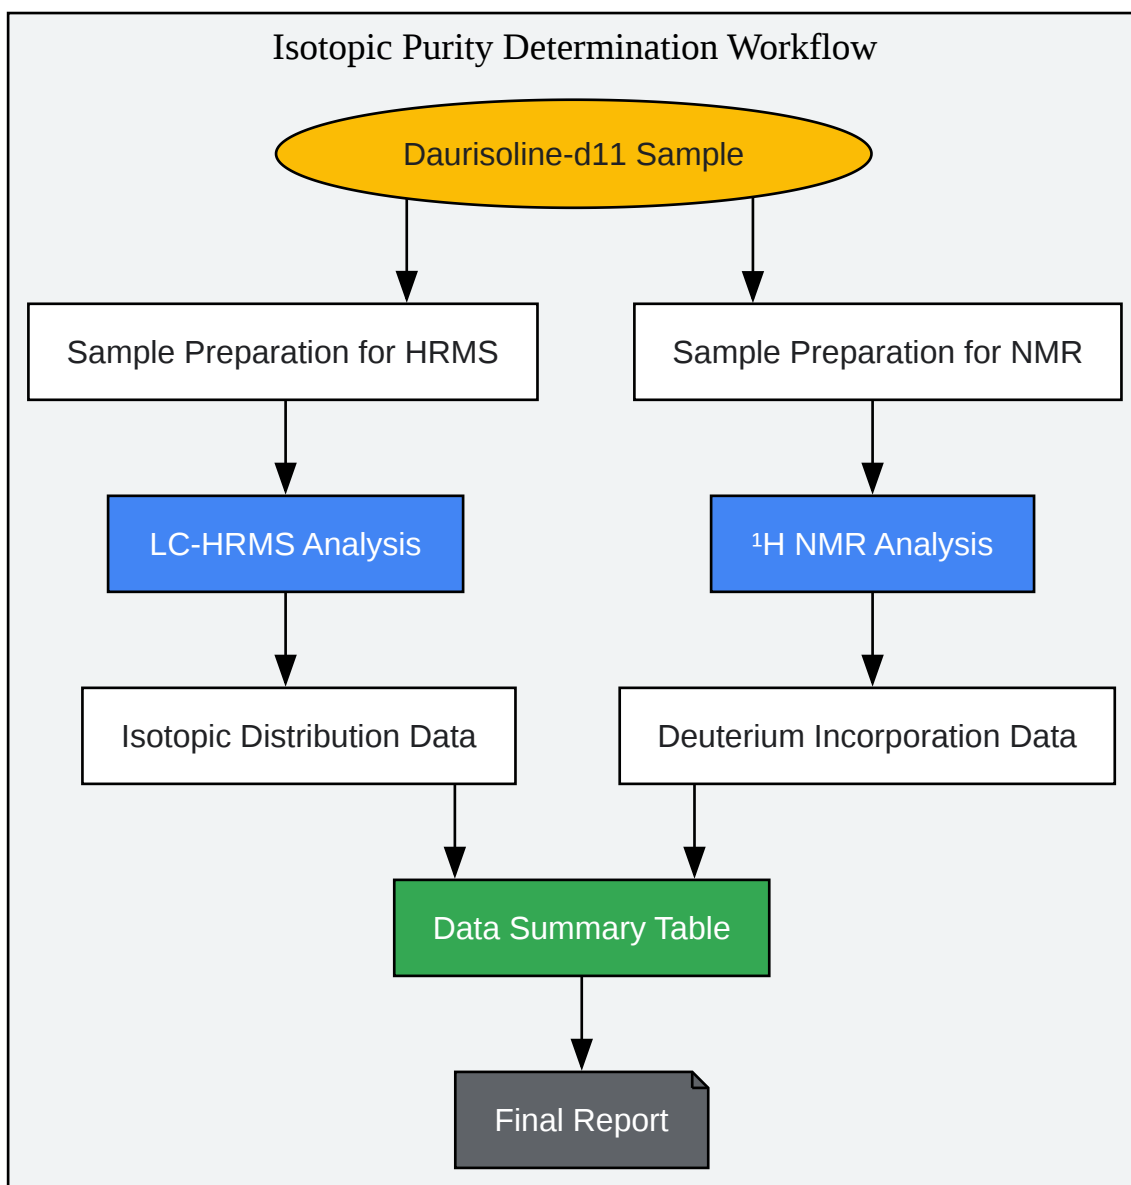 Isotopic Purity Determination Workflow
Daurisoline-d11 Sample
Sample Preparation for HRMS
Sample Preparation for NMR
LC-HRMS Analysis
¹H NMR Analysis
Isotopic Distribution Data
Deuterium Incorporation Data
Data Summary Table
Final Report